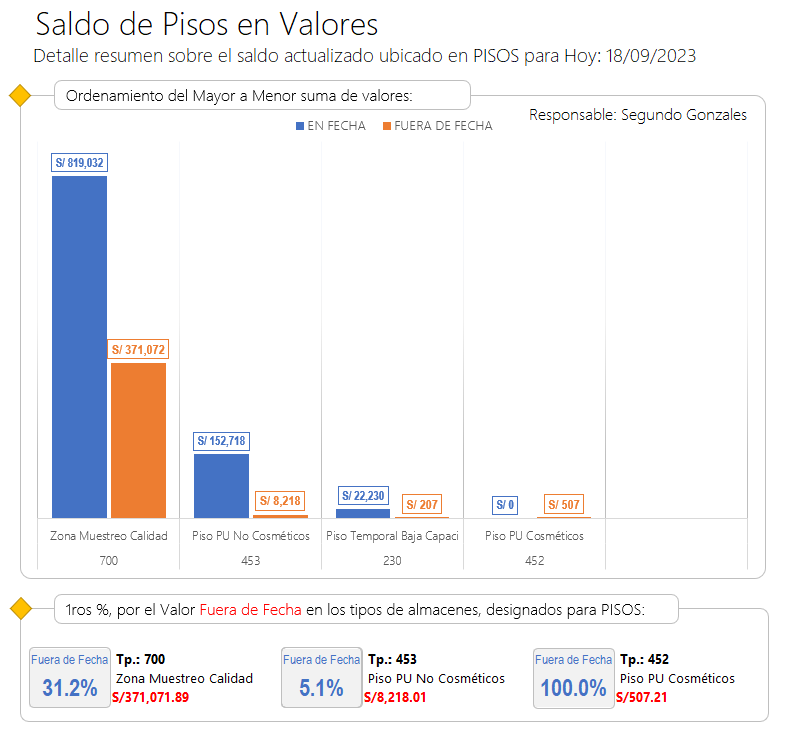 Saldo de Pisos en Valores
Detalle resumen sobre el saldo actualizado ubicado en PISOS para Hoy: 18/09/2023
Ordenamiento del Mayor a Menor suma de valores:
Responsable: Segundo Gonzales
EN FECHA FUERA DE FECHA
S/ 819,032
S/ 371,072
S/ 152,718
S/ 8,218
S/ 22,230
S/ 207
S/ 0
S/ 507
Zona Muestreo Calidad Piso PU No Cosméticos Piso Temporal Baja Capaci Piso PU Cosméticos
700 453 230 452
1ros %, por el Valor Fuera de Fecha en los tipos de almacenes, designados para PISOS:
Fuera de Fecha
31.2%
Tp.: 700
Zona Muestreo Calidad
S/371,071.89
Fuera de Fecha
5.1%
Tp.: 453
Piso PU No Cosméticos
S/8,218.01
Fuera de Fecha
100.0%
Tp.: 452
Piso PU Cosméticos
S/507.21